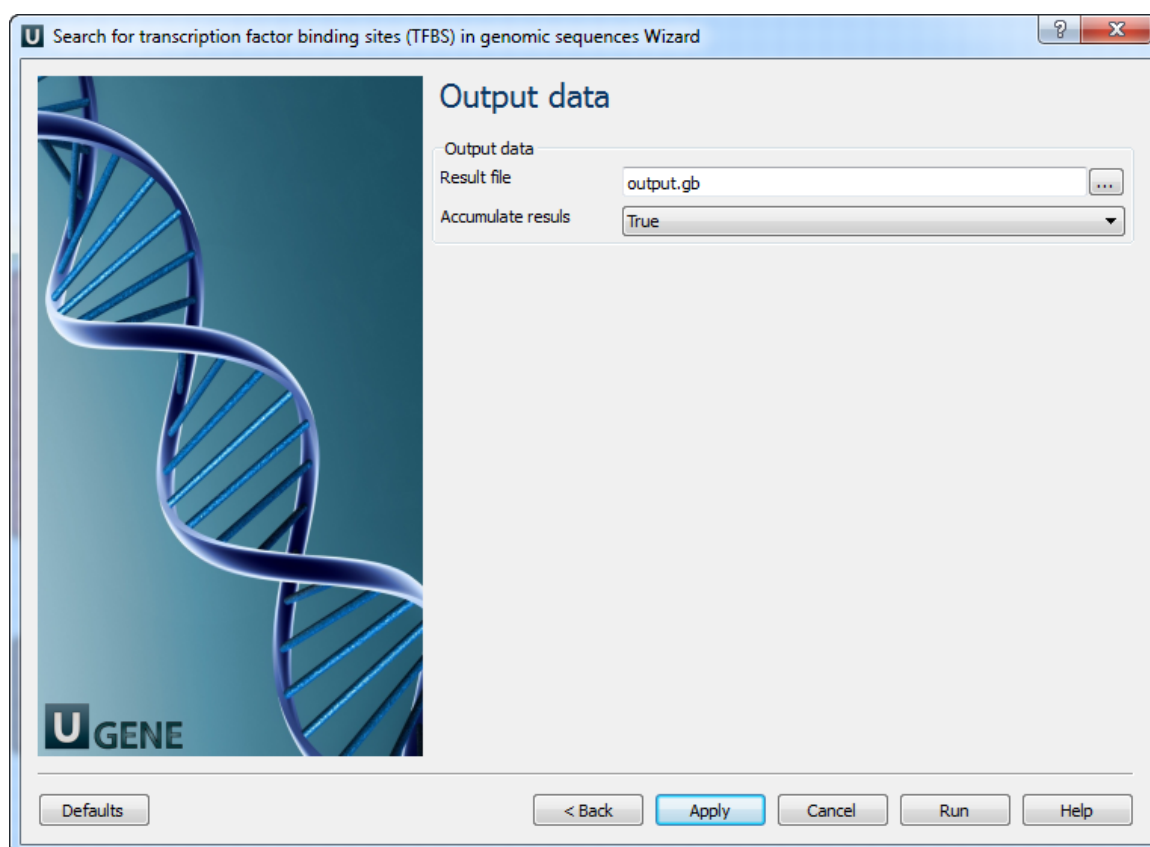 U Search for transcription factor binding sites (TFBS) in genomic sequences Wizard ? X
Output data
Output data
Result file output.gb ...
Accumulate resuls True
U GENE
Defaults < Back Apply Cancel Run Help